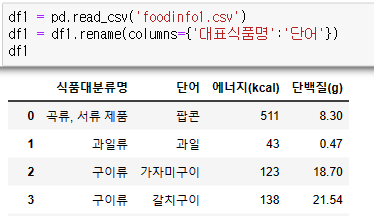 df1 = pd.read_csv('foodinfo1.csv')
df1 = df1.rename(columns={'대표식품명':'단어'})
df1
식품대분류명 단어 에너지(kcal) 단백질(g)
0 곡류, 서류 제품 팝콘 511 8.30
1 과일류 과일 43 0.47
2 구이류 가자미구이 123 18.70
3 구이류 갈치구이 138 21.54